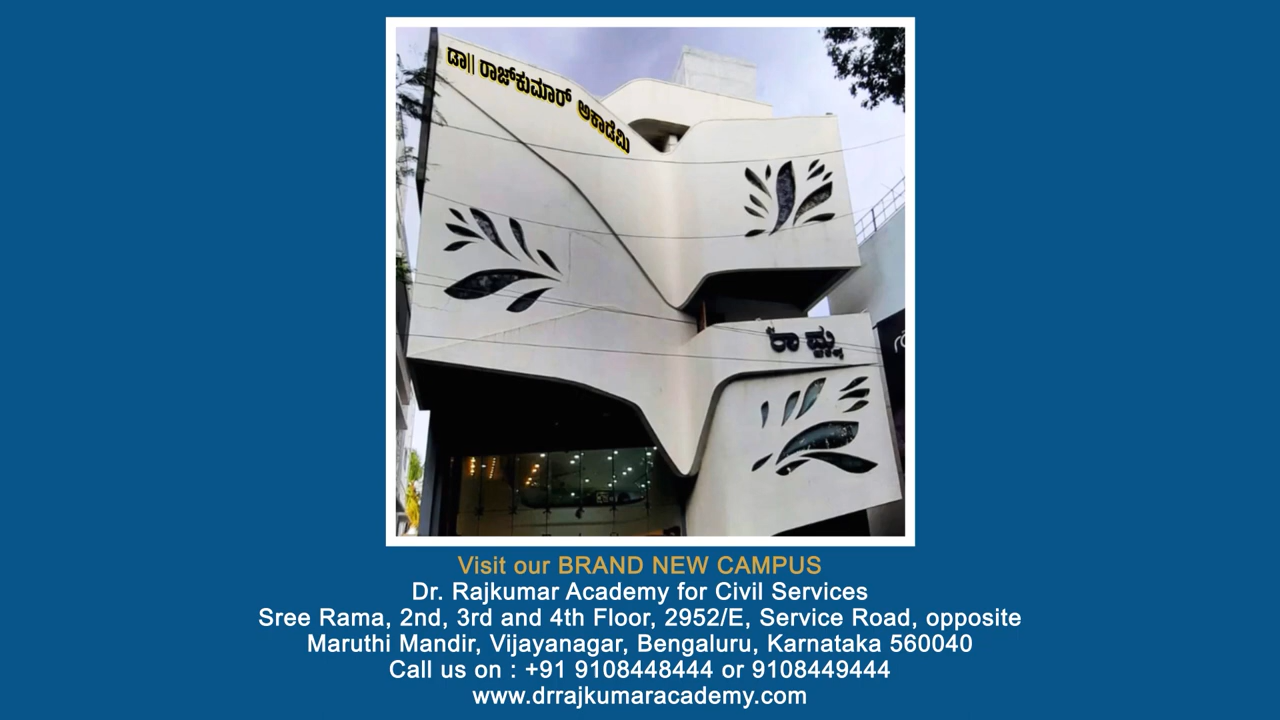 ಡಾ|| ರಾಜ್‌ಕುಮಾರ್ ಅಕಾಡೆಮಿ
Visit our BRAND NEW CAMPUS
Dr. Rajkumar Academy for Civil Services
Sree Rama, 2nd, 3rd and 4th Floor, 2952/E, Service Road, opposite
Maruthi Mandir, Vijayanagar, Bengaluru, Karnataka 560040
Call us on : +91 9108448444 or 9108449444
www.drrajkumaracademy.com